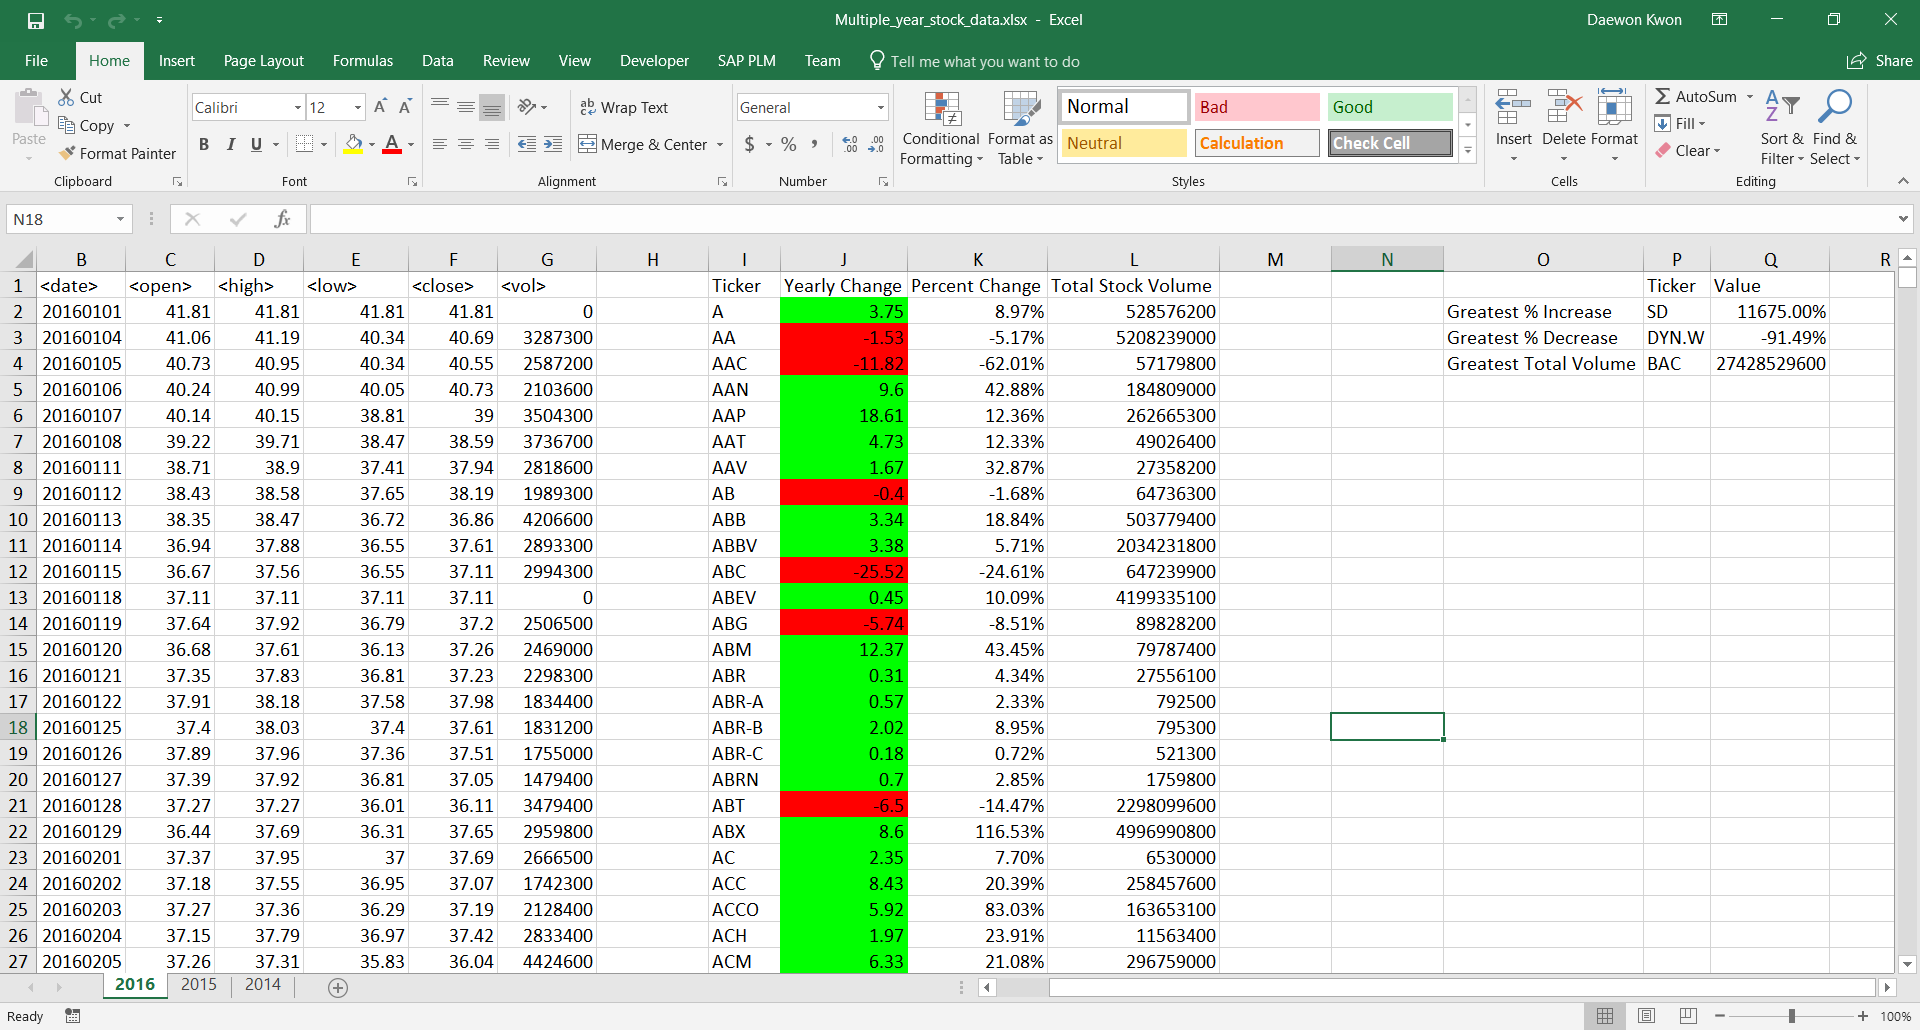 Multiple_year_stock_data.xlsx - Excel
Daewon Kwon
File Home Insert Page Layout Formulas Data Review View Developer SAP PLM Team Tell me what you want to do Share
Paste
Cut
Copy
Format Painter
Clipboard
Calibri 12
B I U
Font
Wrap Text
Merge & Center
Alignment
General
$ % ,
Number
Conditional Formatting
Format as Table
Normal Bad Good
Neutral Calculation Check Cell
Styles
Insert Delete Format
Cells
AutoSum
Fill
Clear
Sort & Filter
Find & Select
Editing
N18
fx
B C D E F G H I J K L M N O P Q R
1 <date> <open> <high> <low> <close> <vol> Ticker Yearly Change Percent Change Total Stock Volume Ticker Value
2 20160101 41.81 41.81 41.81 41.81 0 A 3.75 8.97% 528576200 Greatest % Increase SD 11675.00%
3 20160104 41.06 41.19 40.34 40.69 3287300 AA -1.53 -5.17% 5208239000 Greatest % Decrease DYN.W -91.49%
4 20160105 40.73 40.95 40.34 40.55 2587200 AAC -11.82 -62.01% 57179800 Greatest Total Volume BAC 27428529600
5 20160106 40.24 40.99 40.05 40.73 2103600 AAN 9.6 42.88% 184809000
6 20160107 40.14 40.15 38.81 39 3504300 AAP 18.61 12.36% 262665300
7 20160108 39.22 39.71 38.47 38.59 3736700 AAT 4.73 12.33% 49026400
8 20160111 38.71 38.9 37.41 37.94 2818600 AAV 1.67 32.87% 27358200
9 20160112 38.43 38.58 37.65 38.19 1989300 AB -0.4 -1.68% 64736300
10 20160113 38.35 38.47 36.72 36.86 4206600 ABB 3.34 18.84% 503779400
11 20160114 36.94 37.88 36.55 37.61 2893300 ABBV 3.38 5.71% 2034231800
12 20160115 36.67 37.56 36.55 37.11 2994300 ABC -25.52 -24.61% 647239900
13 20160118 37.11 37.11 37.11 37.11 0 ABEV 0.45 10.09% 4199335100
14 20160119 37.64 37.92 36.79 37.2 2506500 ABG -5.74 -8.51% 89828200
15 20160120 36.68 37.61 36.13 37.26 2469000 ABM 12.37 43.45% 79787400
16 20160121 37.35 37.83 36.81 37.23 2298300 ABR 0.31 4.34% 27556100
17 20160122 37.91 38.18 37.58 37.98 1834400 ABR-A 0.57 2.33% 792500
18 20160125 37.4 38.03 37.4 37.61 1831200 ABR-B 2.02 8.95% 795300
19 20160126 37.89 37.96 37.36 37.51 1755000 ABR-C 0.18 0.72% 521300
20 20160127 37.39 37.92 36.81 37.05 1479400 ABRN 0.7 2.85% 1759800
21 20160128 37.27 37.27 36.01 36.11 3479400 ABT -6.5 -14.47% 2298099600
22 20160129 36.44 37.69 36.31 37.65 2959800 ABX 8.6 116.53% 4996990800
23 20160201 37.37 37.95 37 37.69 2666500 AC 2.35 7.70% 6530000
24 20160202 37.18 37.55 36.95 37.07 1742300 ACC 8.43 20.39% 258457600
25 20160203 37.27 37.36 36.29 37.19 2128400 ACCO 5.92 83.03% 163653100
26 20160204 37.15 37.79 36.97 37.42 2833400 ACH 1.97 23.91% 11563400
27 20160205 37.26 37.31 35.83 36.04 4424600 ACM 6.33 21.08% 296759000
2016 2015 2014
Ready 100%